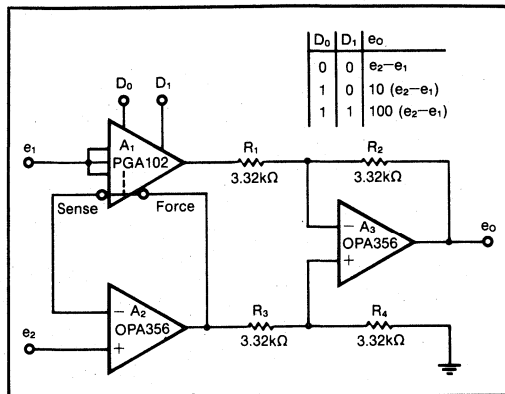 D₀ D₁ e₀
0 0 e₂–e₁
1 0 10 (e₂–e₁)
1 1 100 (e₂–e₁)
D₀ D₁
e₁
A₁
PGA102
R₁
3.32kΩ
R₂
3.32kΩ
Sense
Force
– A₃
OPA356
+
e₀
– A₂
OPA356
+
e₂
R₃
3.32kΩ
R₄
3.32kΩ